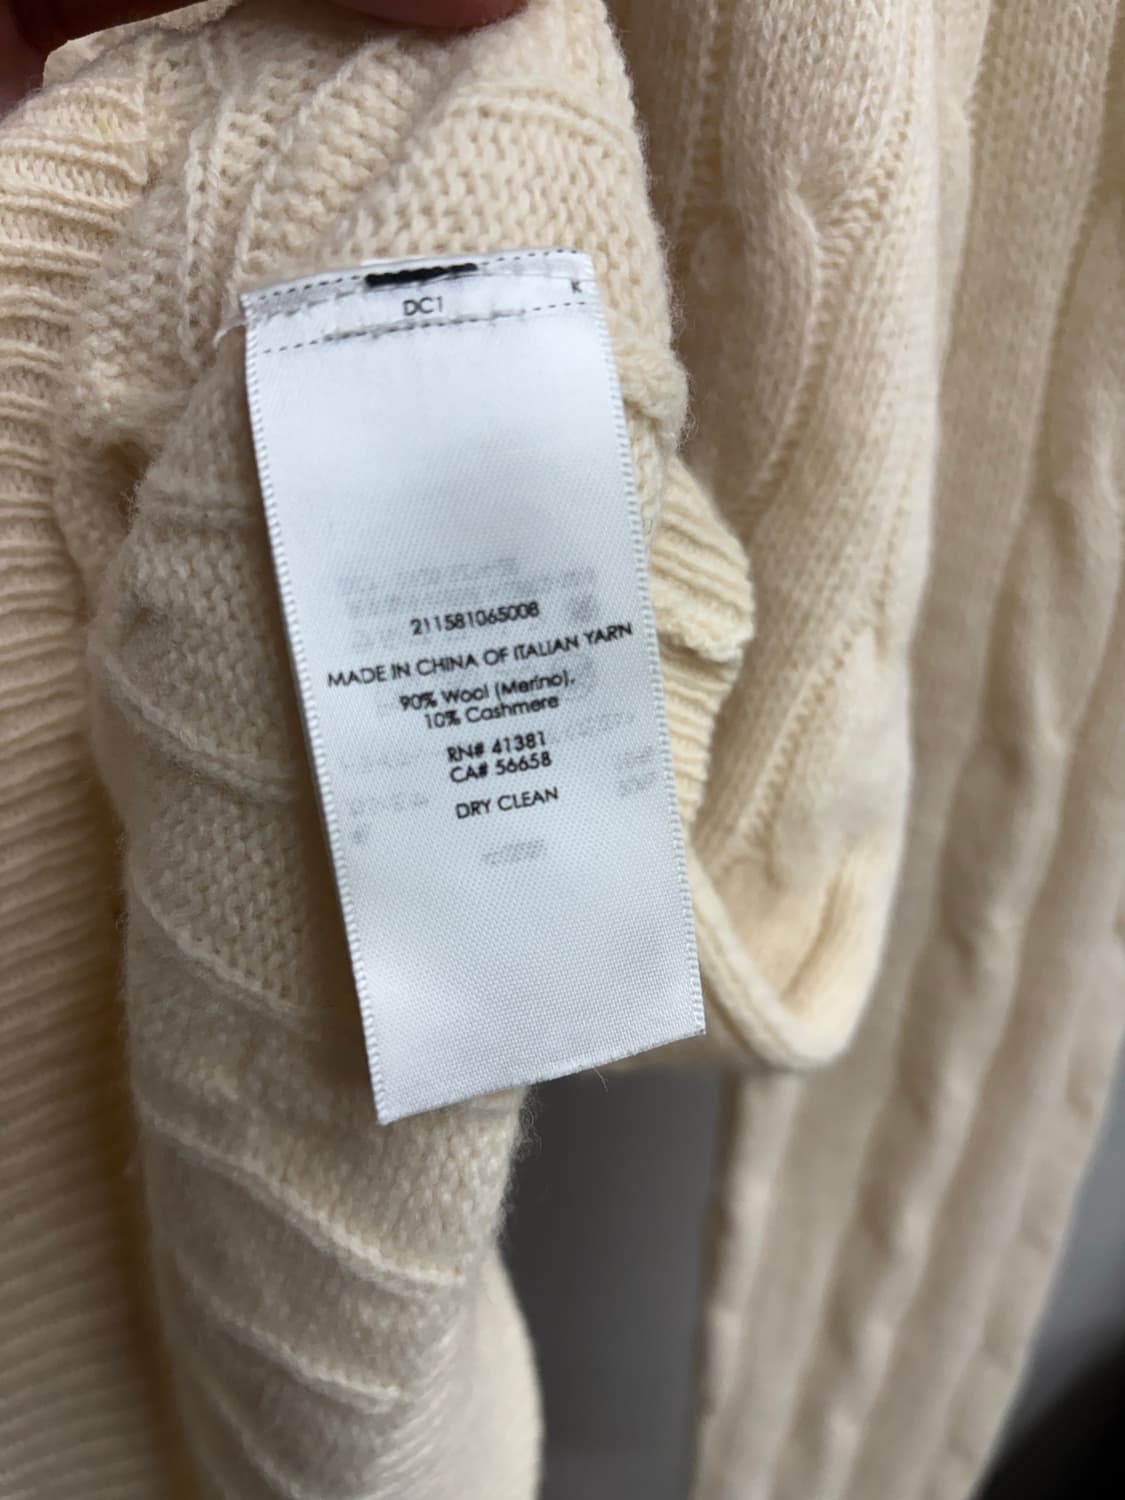 DC1 K
211581065008
MADE IN CHINA OF ITALIAN YARN
90% Wool (Merino),
10% Cashmere
RN# 41381
CA# 56658
DRY CLEAN